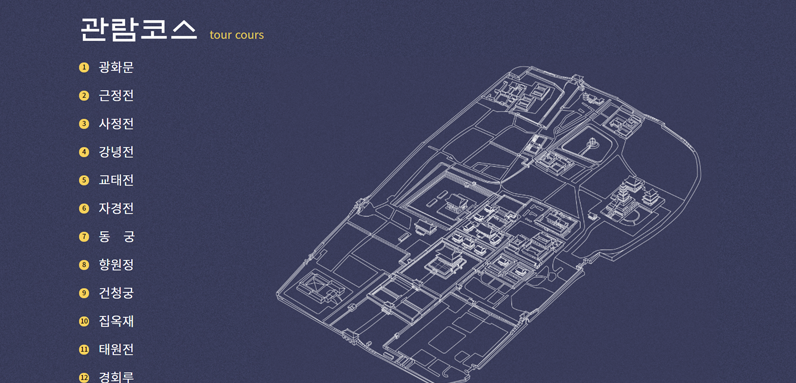 관람코스 tour cours
1 광화문
2 근정전
3 사정전
4 강녕전
5 교태전
6 자경전
7 동 궁
8 향원정
9 건청궁
10 집옥재
11 태원전
12 경회루